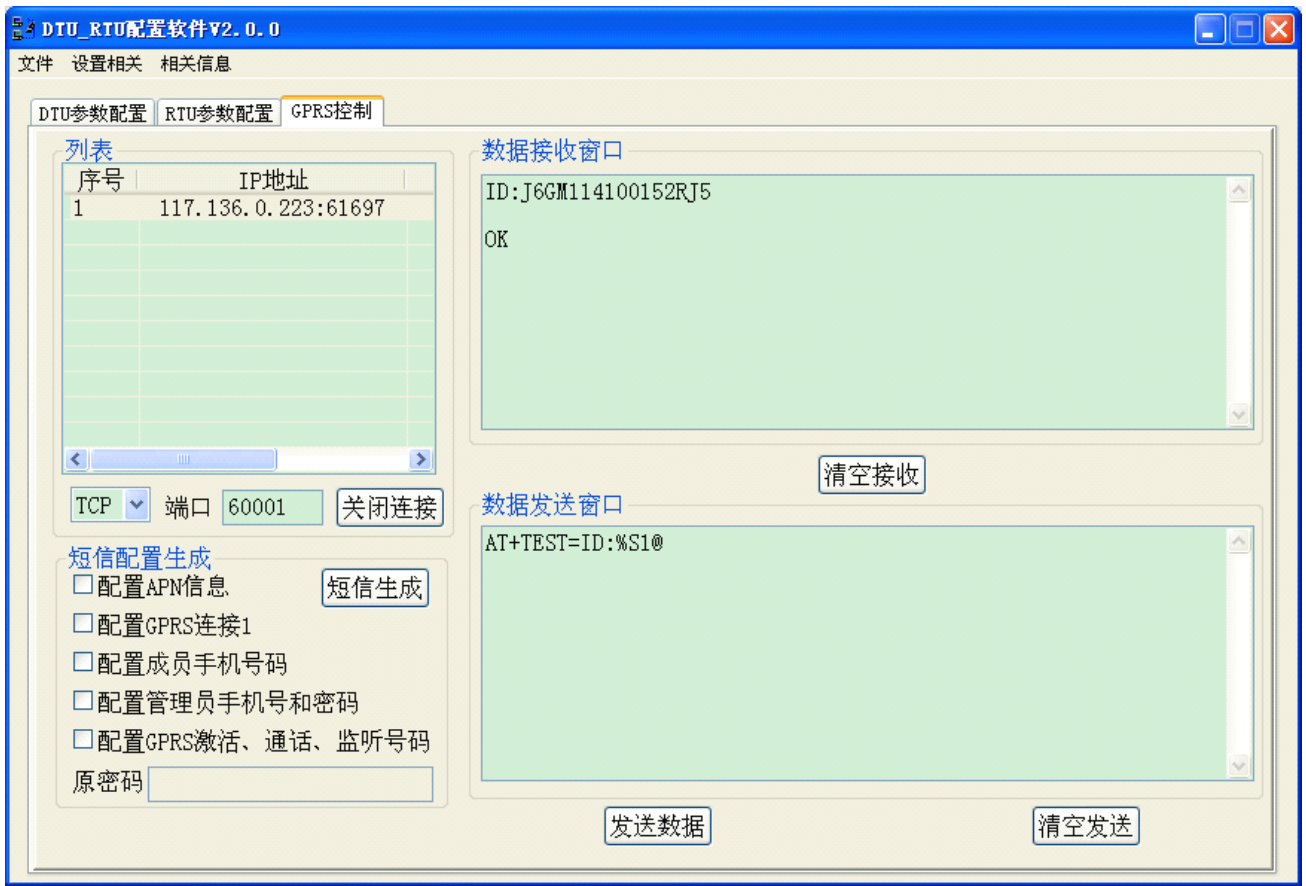 DTU_RTU配置软件V2.0.0
文件 设置相关 相关信息
DTU参数配置 RTU参数配置 GPRS控制
列表
序号 IP地址
1 117.136.0.223:61697
TCP 端口 60001 关闭连接
短信配置生成
配置APN信息 短信生成
配置GPRS连接1
配置成员手机号码
配置管理员手机号和密码
配置GPRS激活、通话、监听号码
原密码
数据接收窗口
ID:J6GM114100152RJ5
OK
清空接收
数据发送窗口
AT+TEST=ID:%S1@
发送数据 清空发送